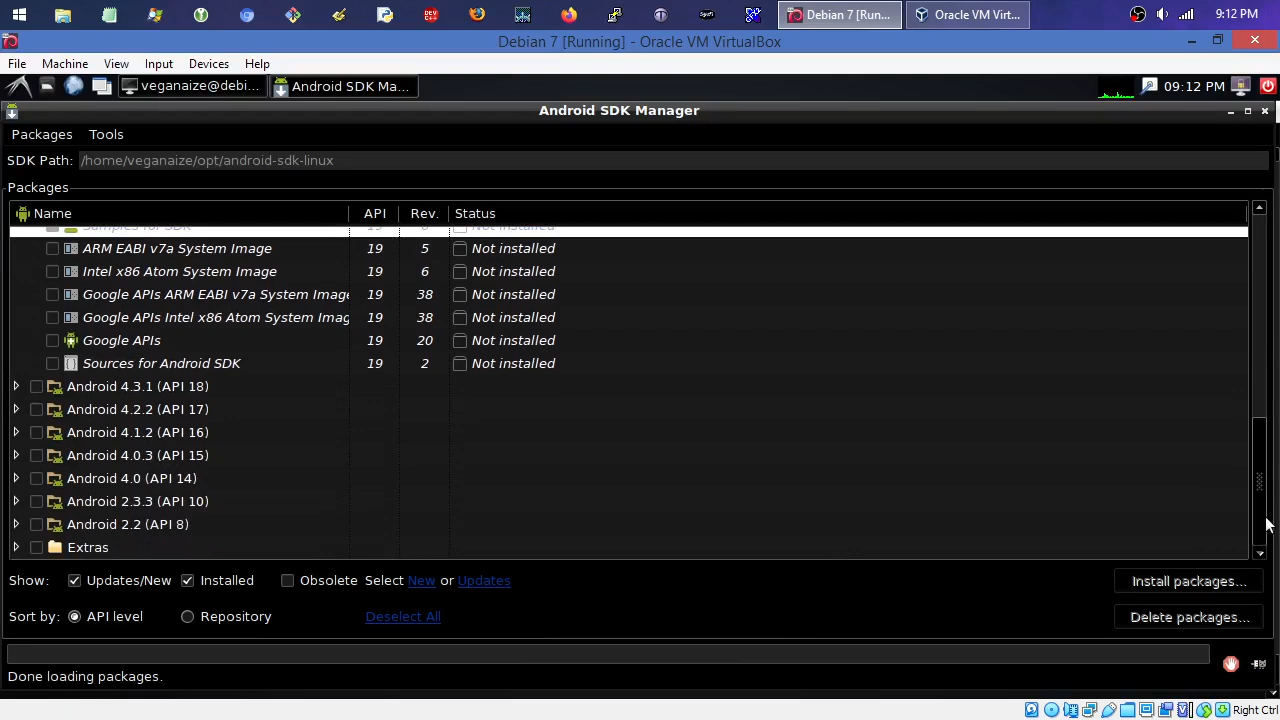 Debian 7 [Run...
Oracle VM Virt...
9:12 PM
Debian 7 [Running] - Oracle VM VirtualBox
File Machine View Input Devices Help
veganaize@debi...
Android SDK Ma...
09:12 PM
Android SDK Manager
Packages Tools
SDK Path: /home/veganaize/opt/android-sdk-linux
Packages
Name API Rev. Status
Samples for SDK 19 6 Not installed
ARM EABI v7a System Image 19 5 Not installed
Intel x86 Atom System Image 19 6 Not installed
Google APIs ARM EABI v7a System Image 19 38 Not installed
Google APIs Intel x86 Atom System Imag 19 38 Not installed
Google APIs 19 20 Not installed
Sources for Android SDK 19 2 Not installed
Android 4.3.1 (API 18)
Android 4.2.2 (API 17)
Android 4.1.2 (API 16)
Android 4.0.3 (API 15)
Android 4.0 (API 14)
Android 2.3.3 (API 10)
Android 2.2 (API 8)
Extras
Show: Updates/New Installed Obsolete Select New or Updates Install packages...
Sort by: API level Repository Deselect All Delete packages...
Done loading packages.
Right Ctrl